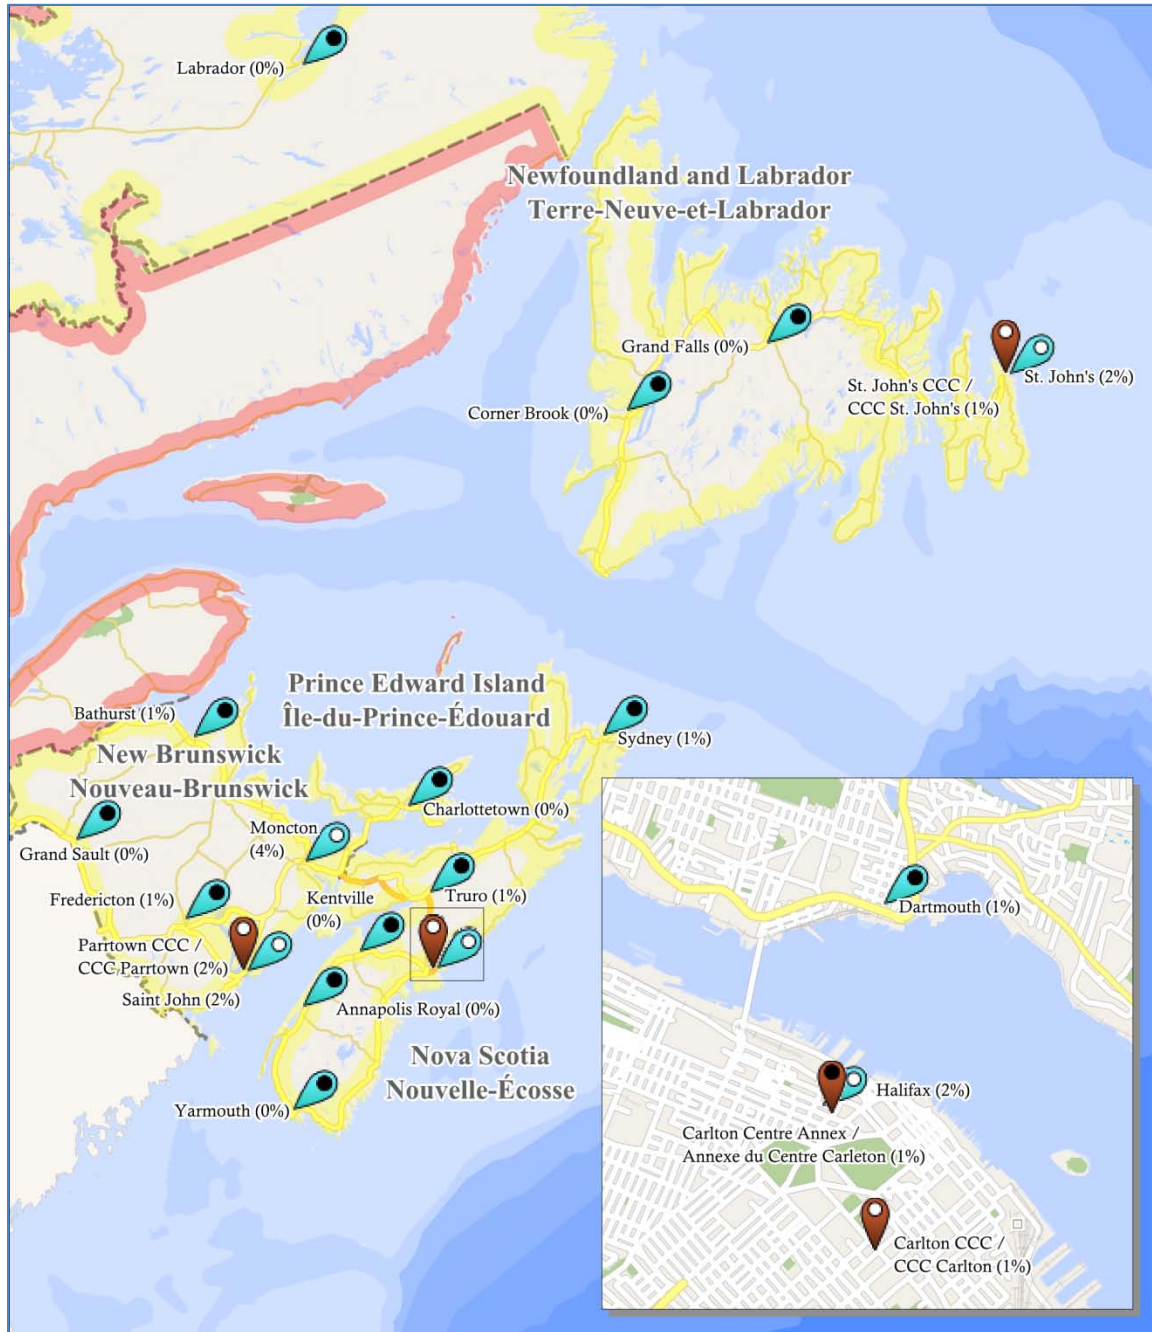 Labrador (0%)
Newfoundland and Labrador
Terre-Neuve-et-Labrador
Grand Falls (0%)
St. John's CCC /
CCC St. John's (1%)
St. John's (2%)
Corner Brook (0%)
Prince Edward Island
Île-du-Prince-Édouard
Bathurst (1%)
Sydney (1%)
New Brunswick
Nouveau-Brunswick
Charlottetown (0%)
Grand Sault (0%)
Moncton
(4%)
Fredericton (1%)
Kentville
(0%)
Truro (1%)
Parrtown CCC /
CCC Parrtown (2%)
Saint John (2%)
Annapolis Royal (0%)
Nova Scotia
Nouvelle-Écosse
Yarmouth (0%)
Dartmouth (1%)
Halifax (2%)
Carlton Centre Annex /
Annexe du Centre Carleton (1%)
Carlton CCC /
CCC Carlton (1%)